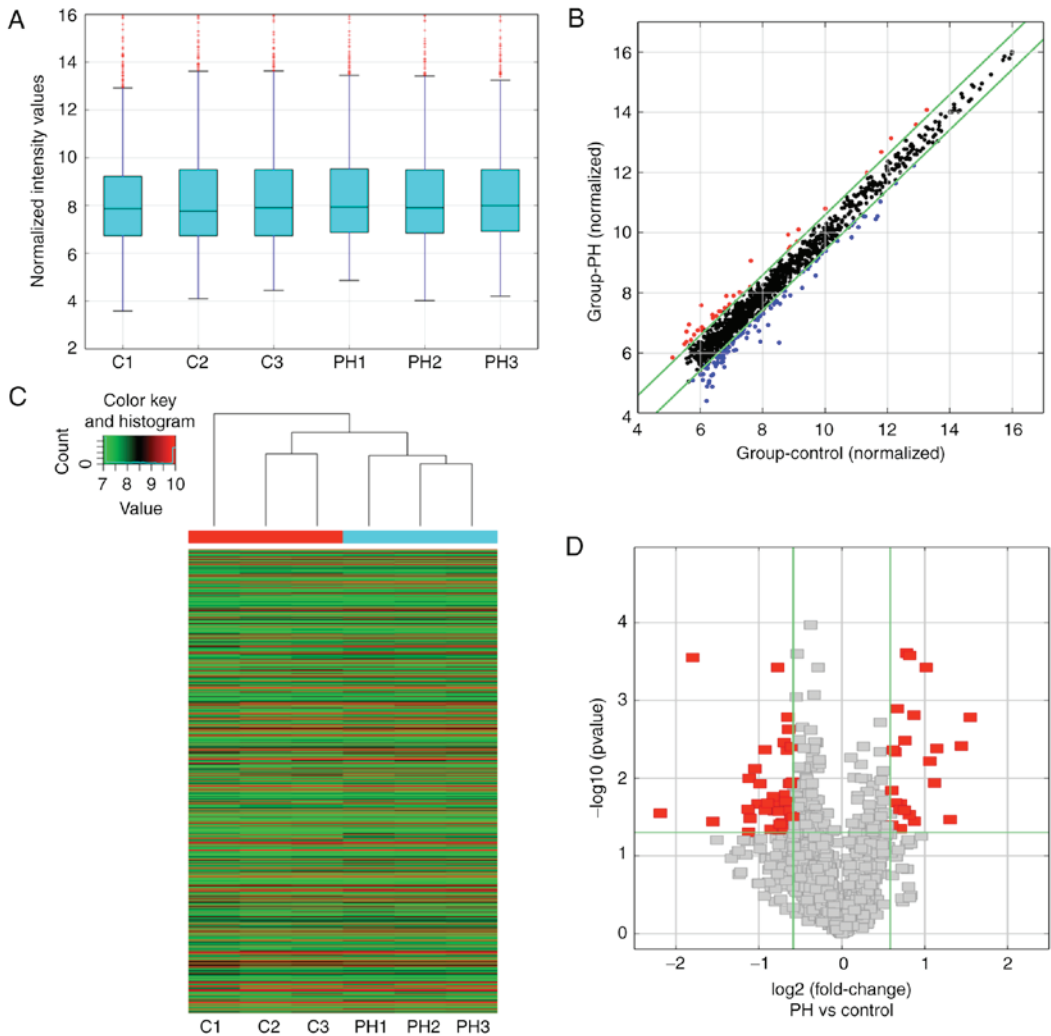 A
16
14
12
10
8
6
4
2
Normalized intensity values
C1 C2 C3 PH1 PH2 PH3
B
16
14
12
10
8
6
4
Group-PH (normalized)
4 6 8 10 12 14 16
Group-control (normalized)
C
Color key
and histogram
Count
0
7 8 9 10
Value
C1 C2 C3 PH1 PH2 PH3
D
4
3
2
1
0
–log10 (pvalue)
−2 −1 0 1 2
log2 (fold-change)
PH vs control